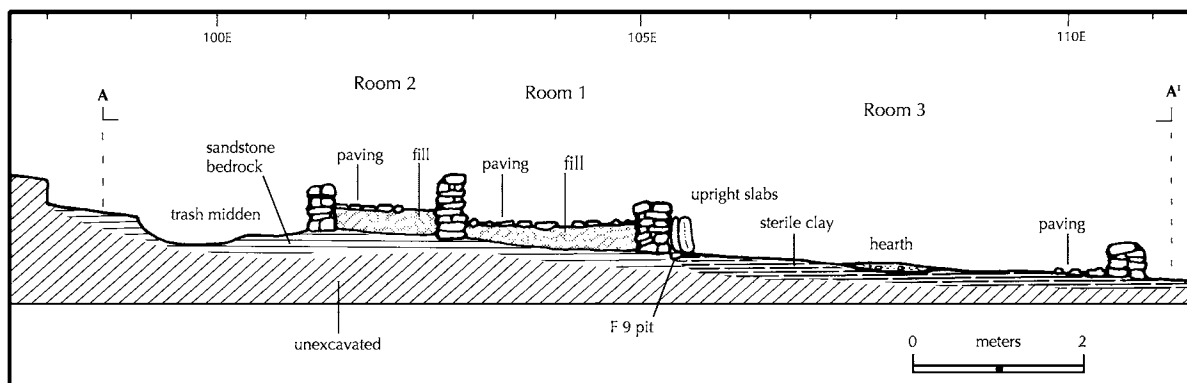 100E
105E
110E
Room 2
Room 1
Room 3
A
A'
sandstone
bedrock
paving
fill
paving
fill
upright slabs
trash midden
sterile clay
hearth
paving
F 9 pit
unexcavated
0
meters
2